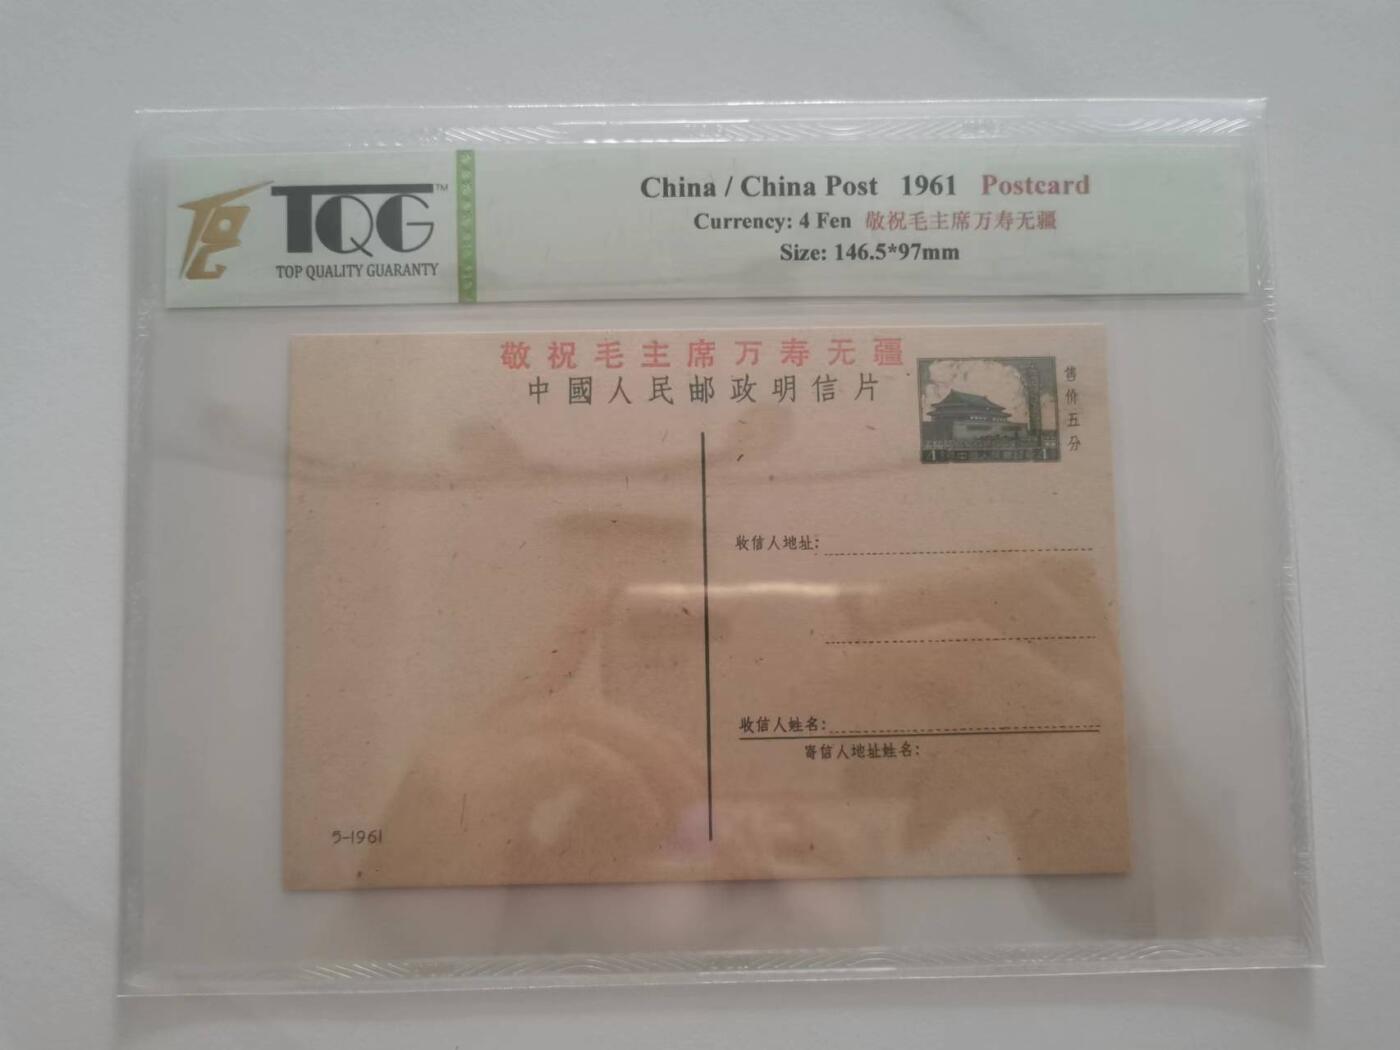 TQG™
TOP QUALITY GUARANTY
China / China Post 1961 Postcard
Currency: 4 Fen 敬祝毛主席万寿无疆
Size: 146.5*97mm
敬祝毛主席万寿无疆
中國人民邮政明信片
售价五分
4 4
收信人地址:
收信人姓名:
寄信人地址姓名:
5-1961